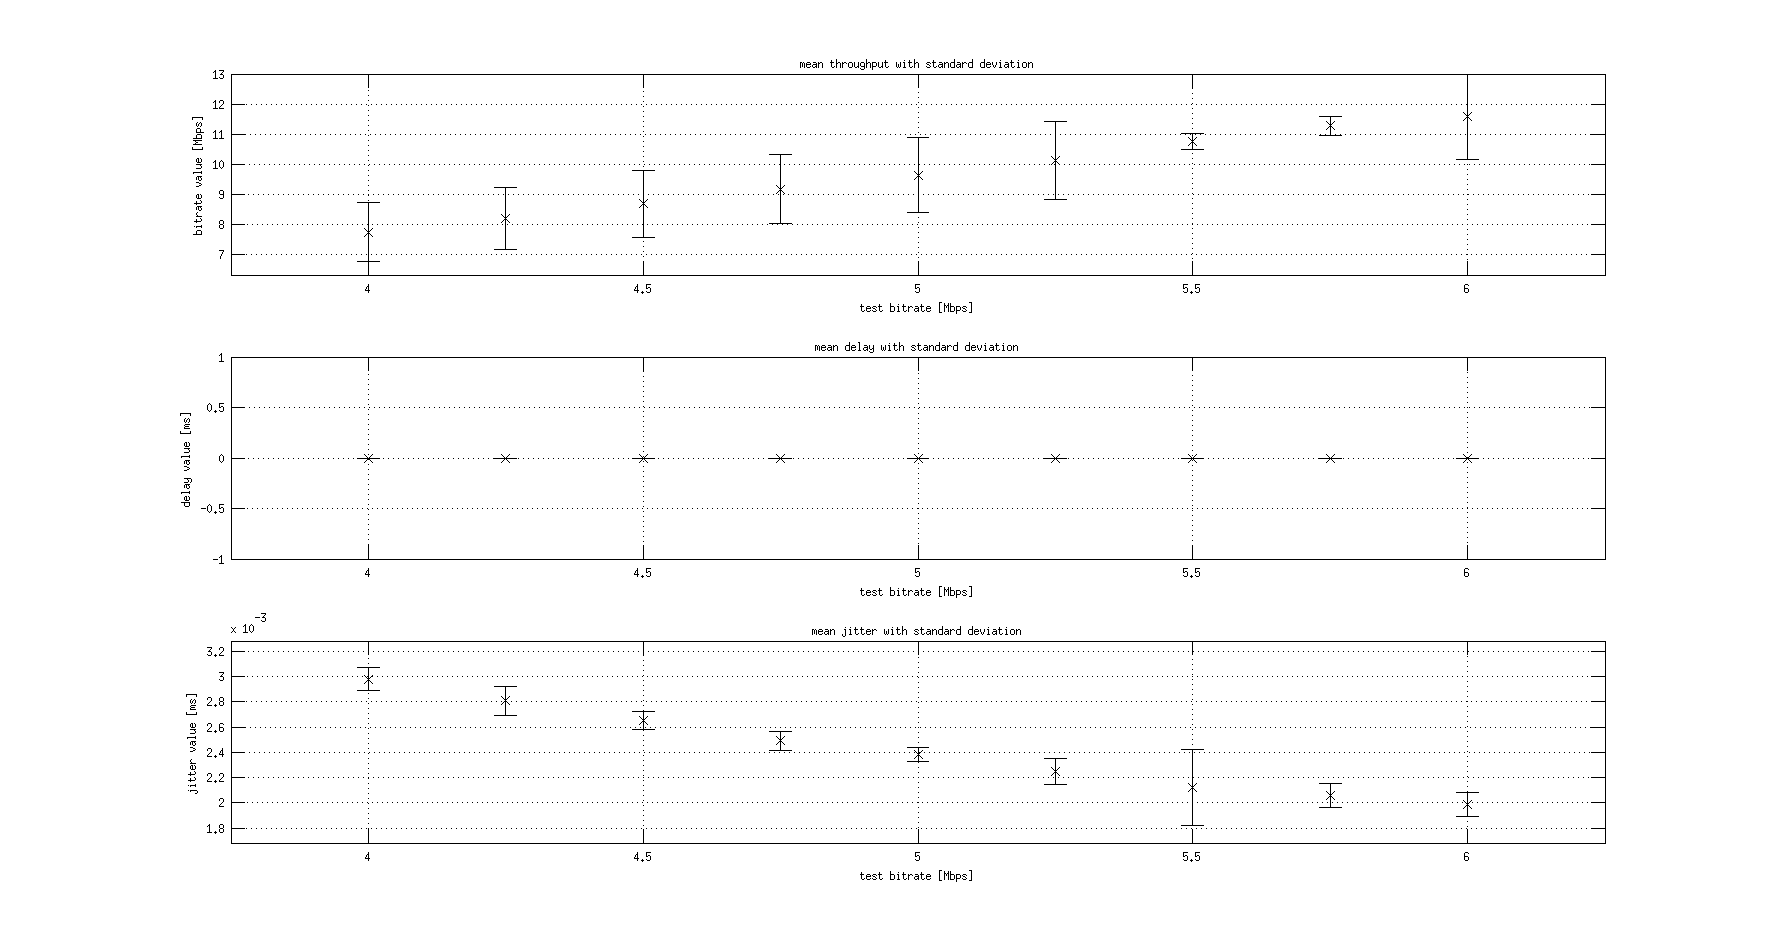 mean throughput with standard deviation
bitrate value [Mbps]
13
12
11
10
9
8
7
4 4.5 5 5.5 6
test bitrate [Mbps]
mean delay with standard deviation
delay value [ms]
1
0.5
0
-0.5
-1
4 4.5 5 5.5 6
test bitrate [Mbps]
x 10-3
mean jitter with standard deviation
jitter value [ms]
3.2
3
2.8
2.6
2.4
2.2
2
1.8
4 4.5 5 5.5 6
test bitrate [Mbps]